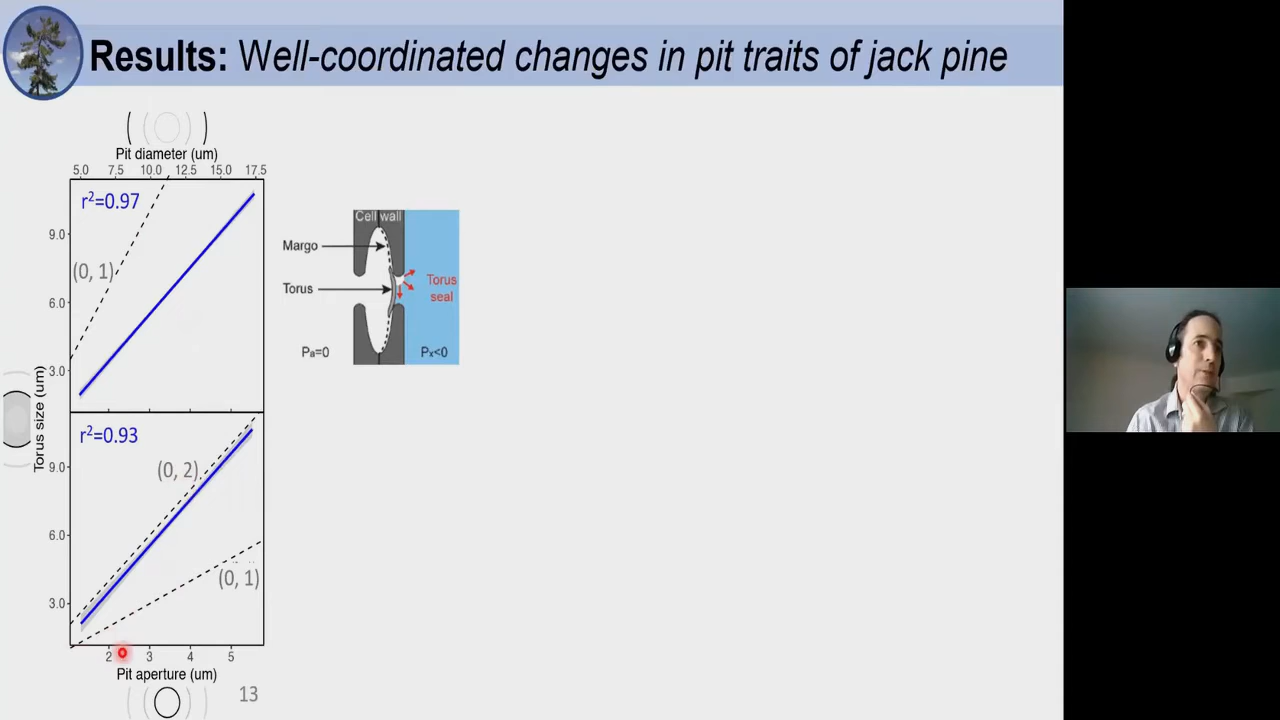 Results: Well-coordinated changes in pit traits of jack pine
Pit diameter (um)
5.0 7.5 10.0 12.5 15.0 17.5
r²=0.97
9.0
(0, 1)
6.0
3.0
Torus size (um)
r²=0.93
9.0
(0, 2)
6.0
(0, 1)
3.0
2 3 4 5
Pit aperture (um)
13
Cell wall
Margo
Torus
Torus
seal
Pa=0
Px<0